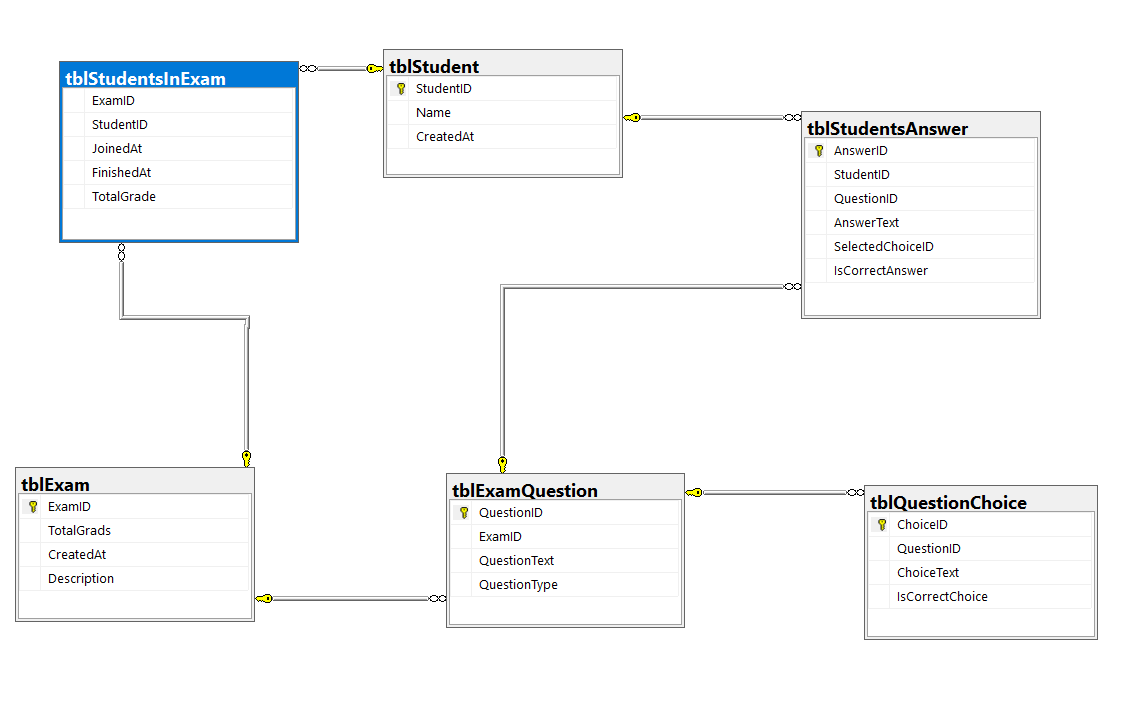 tblStudentsInExam
ExamID
StudentID
JoinedAt
FinishedAt
TotalGrade
tblStudent
StudentID
Name
CreatedAt
tblStudentsAnswer
AnswerID
StudentID
QuestionID
AnswerText
SelectedChoiceID
IsCorrectAnswer
tblExam
ExamID
TotalGrads
CreatedAt
Description
tblExamQuestion
QuestionID
ExamID
QuestionText
QuestionType
tblQuestionChoice
ChoiceID
QuestionID
ChoiceText
IsCorrectChoice